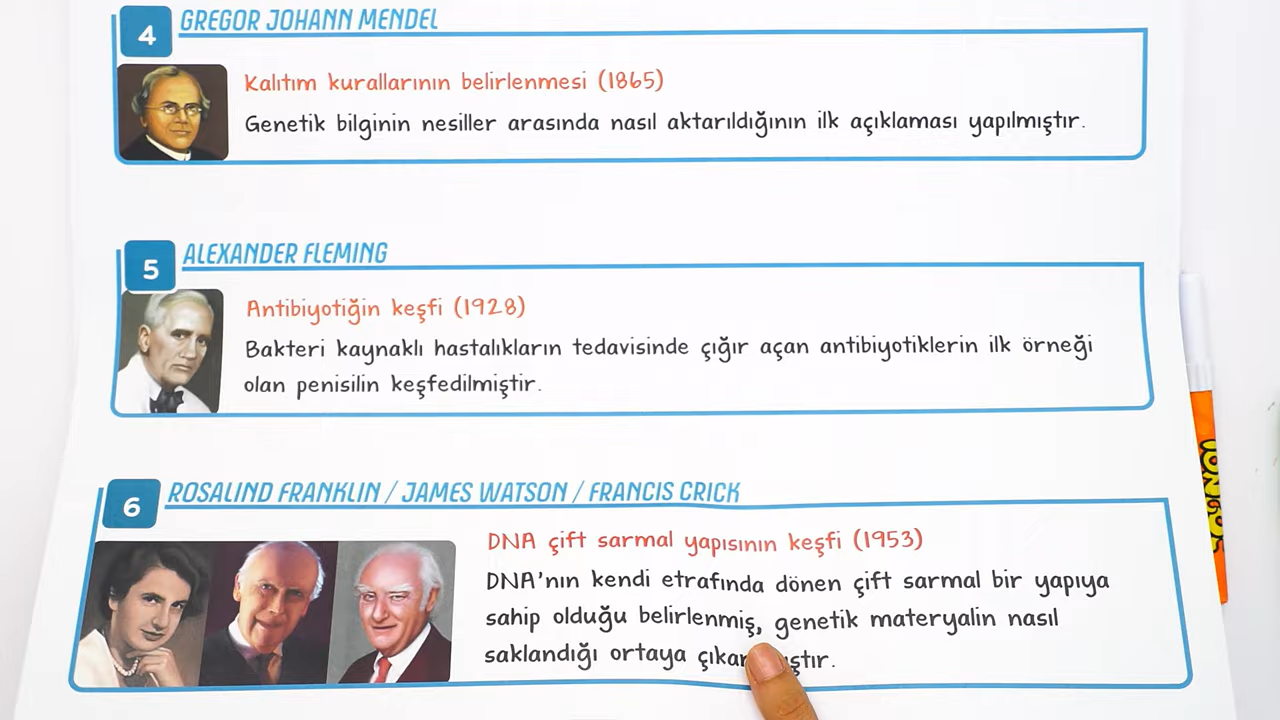 4
GREGOR JOHANN MENDEL
Kalıtım kurallarının belirlenmesi (1865)
Genetik bilginin nesiller arasında nasıl aktarıldığının ilk açıklaması yapılmıştır.
5
ALEXANDER FLEMING
Antibiyotiğin keşfi (1928)
Bakteri kaynaklı hastalıkların tedavisinde çığır açan antibiyotiklerin ilk örneği
olan penisilin keşfedilmiştir.
6
ROSALIND FRANKLIN / JAMES WATSON / FRANCIS CRICK
DNA çift sarmal yapısının keşfi (1953)
DNA'nın kendi etrafında dönen çift sarmal bir yapıya
sahip olduğu belirlenmiş, genetik materyalin nasıl
saklandığı ortaya